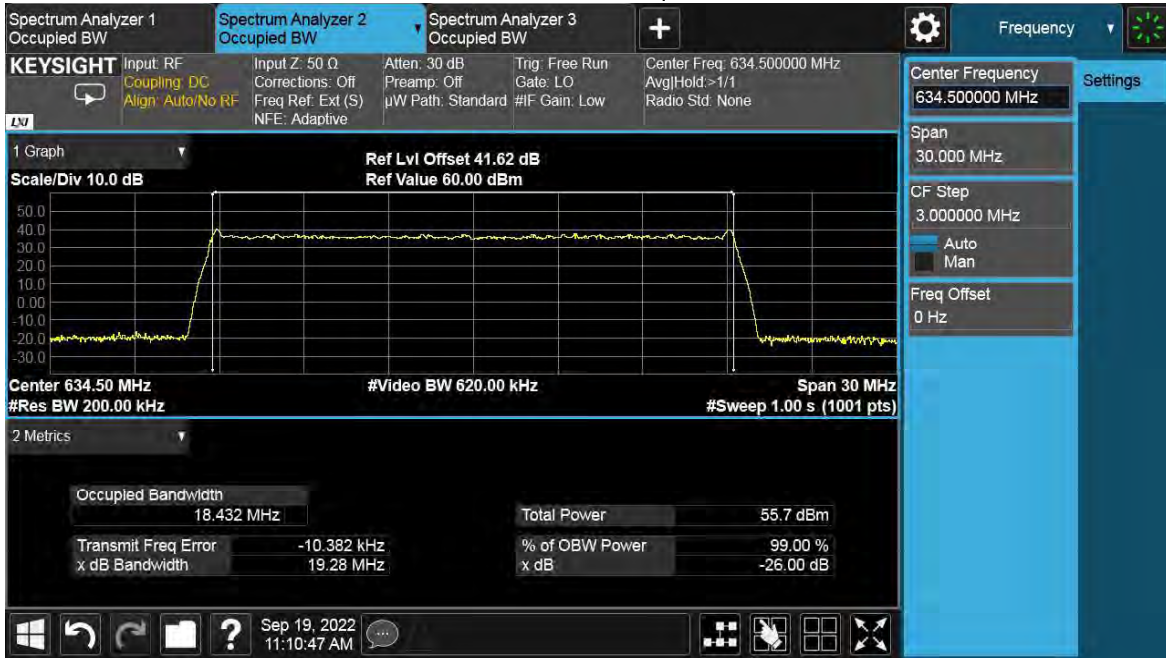 Spectrum Analyzer 1
Occupied BW
Spectrum Analyzer 2
Occupied BW
Spectrum Analyzer 3
Occupied BW
Frequency
KEYSIGHT
LXI
Input: RF
Coupling: DC
Align: Auto/No RF
Input Z: 50 Ω
Corrections: Off
Freq Ref: Ext (S)
NFE: Adaptive
Atten: 30 dB
Preamp: Off
µW Path: Standard
Trig: Free Run
Gate: LO
#IF Gain: Low
Center Freq: 634.500000 MHz
Avg|Hold:>1/1
Radio Std: None
Center Frequency
634.500000 MHz
Settings
Span
30.000 MHz
CF Step
3.000000 MHz
Auto
Man
Freq Offset
0 Hz
1 Graph
Scale/Div 10.0 dB
Ref Lvl Offset 41.62 dB
Ref Value 60.00 dBm
50.0
40.0
30.0
20.0
10.0
0.00
-10.0
-20.0
-30.0
Center 634.50 MHz
#Video BW 620.00 kHz
Span 30 MHz
#Res BW 200.00 kHz
#Sweep 1.00 s (1001 pts)
2 Metrics
Occupied Bandwidth
18.432 MHz
Total Power 55.7 dBm
Transmit Freq Error -10.382 kHz
% of OBW Power 99.00 %
x dB Bandwidth 19.28 MHz
x dB -26.00 dB
?
Sep 19, 2022
11:10:47 AM